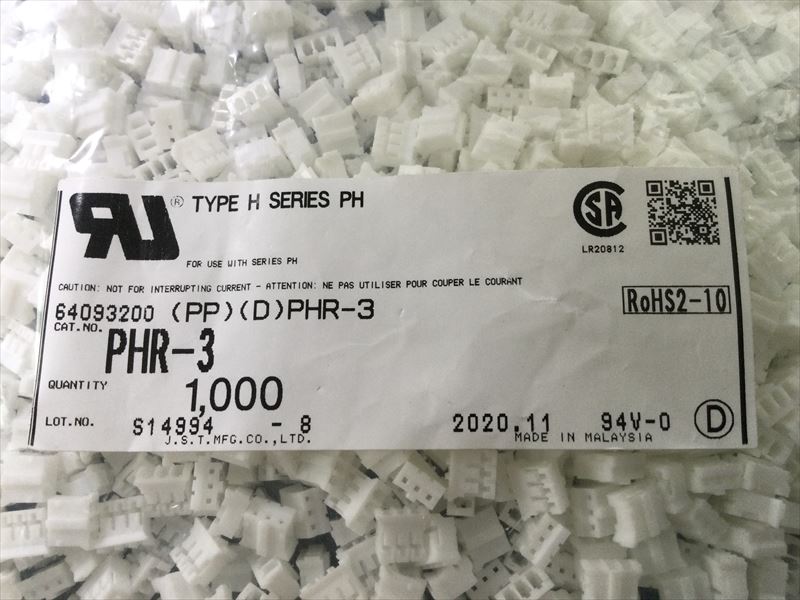 ® TYPE H SERIES PH
FOR USE WITH SERIES PH
LR20812
CAUTION: NOT FOR INTERRUPTING CURRENT - ATTENTION: NE PAS UTILISER POUR COUPER LE COURANT
64093200 (PP)(D)PHR-3
RoHS2-10
CAT.NO. PHR-3
QUANTITY 1,000
LOT.NO. S14994 - 8 2020.11 94V-0 D
J.S.T.MFG.CO.,LTD. MADE IN MALAYSIA